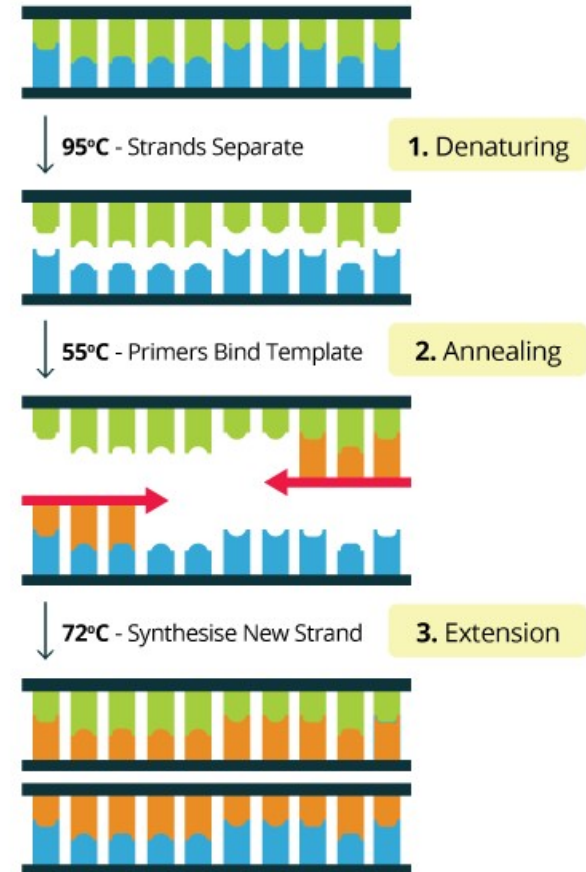 95ºC - Strands Separate
1. Denaturing
55ºC - Primers Bind Template
2. Annealing
72ºC - Synthesise New Strand
3. Extension